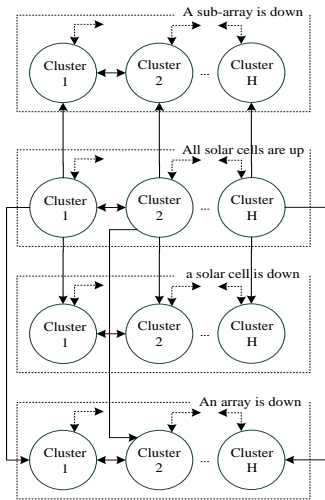 A sub-array is down
Cluster 1
Cluster 2
...
Cluster H
All solar cells are up
Cluster 1
Cluster 2
...
Cluster H
a solar cell is down
Cluster 1
Cluster 2
...
Cluster H
An array is down
Cluster 1
Cluster 2
...
Cluster H